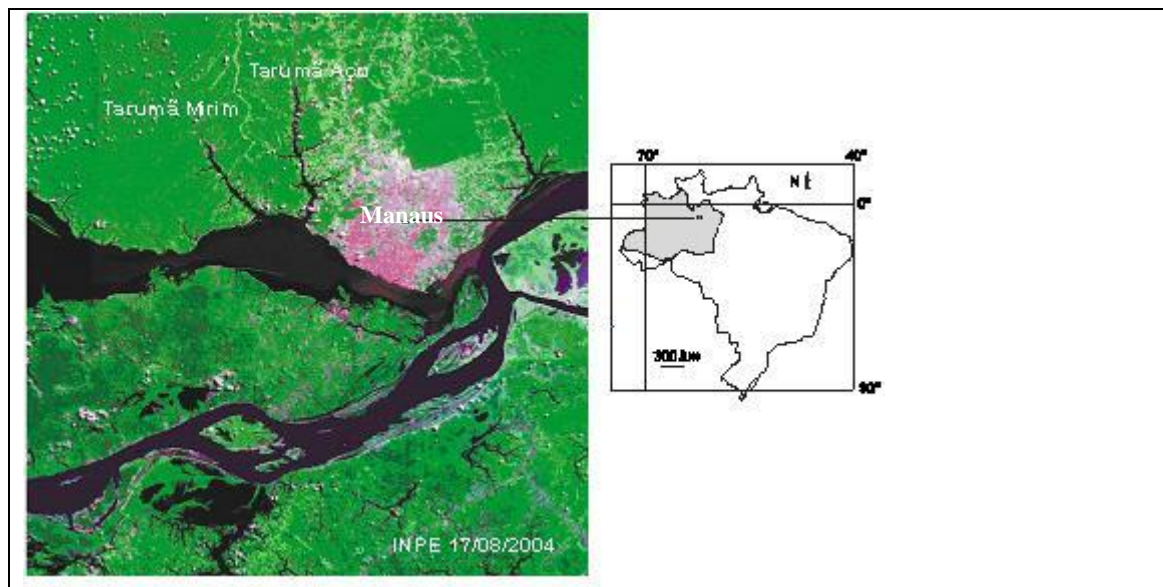 Tarumã Açu
Tarumã Mirim
Manaus
INPE 17/08/2004
70°
40°
N
0°
300 km
30°